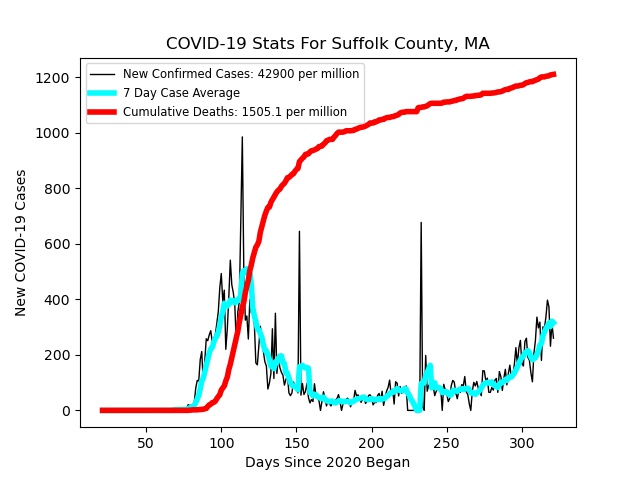 COVID-19 Stats For Suffolk County, MA
New Confirmed Cases: 42900 per million
7 Day Case Average
Cumulative Deaths: 1505.1 per million
New COVID-19 Cases
1200
1000
800
600
400
200
0
50 100 150 200 250 300
Days Since 2020 Began